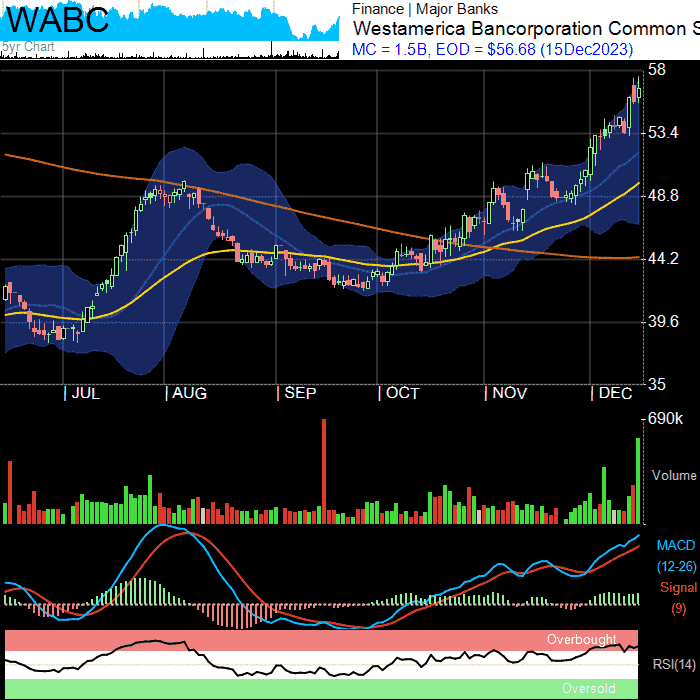 WABC
5yr Chart
Finance | Major Banks
Westamerica Bancorporation Common S
MC = 1.5B, EOD = $56.68 (15Dec2023)
58
53.4
48.8
44.2
39.6
35
| JUL | AUG | SEP | OCT | NOV | DEC
690k
Volume
MACD
(12-26)
Signal
(9)
Overbought
RSI(14)
Oversold